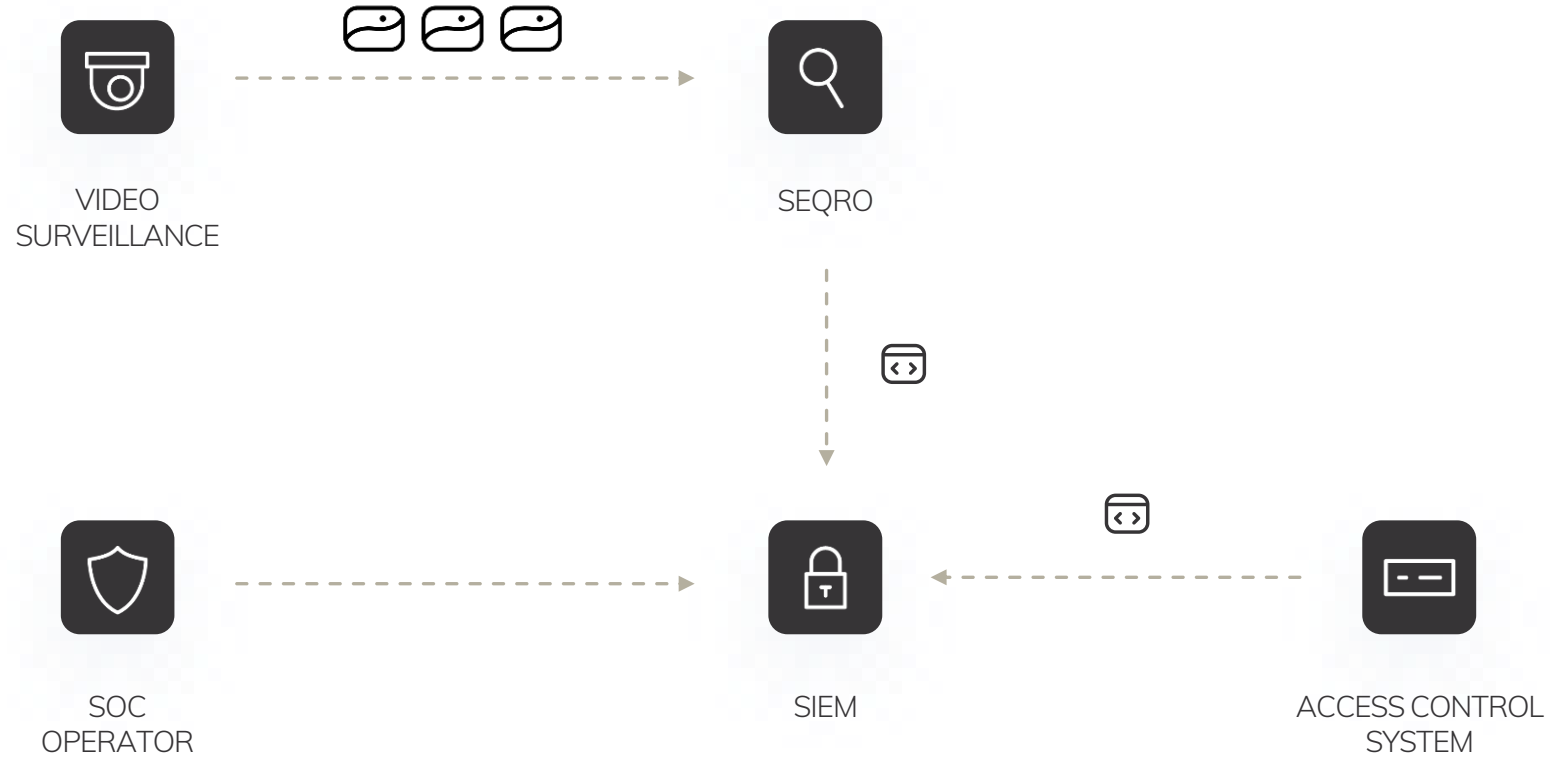 VIDEO
SURVEILLANCE
SEQRO
SOC
OPERATOR
SIEM
ACCESS CONTROL
SYSTEM